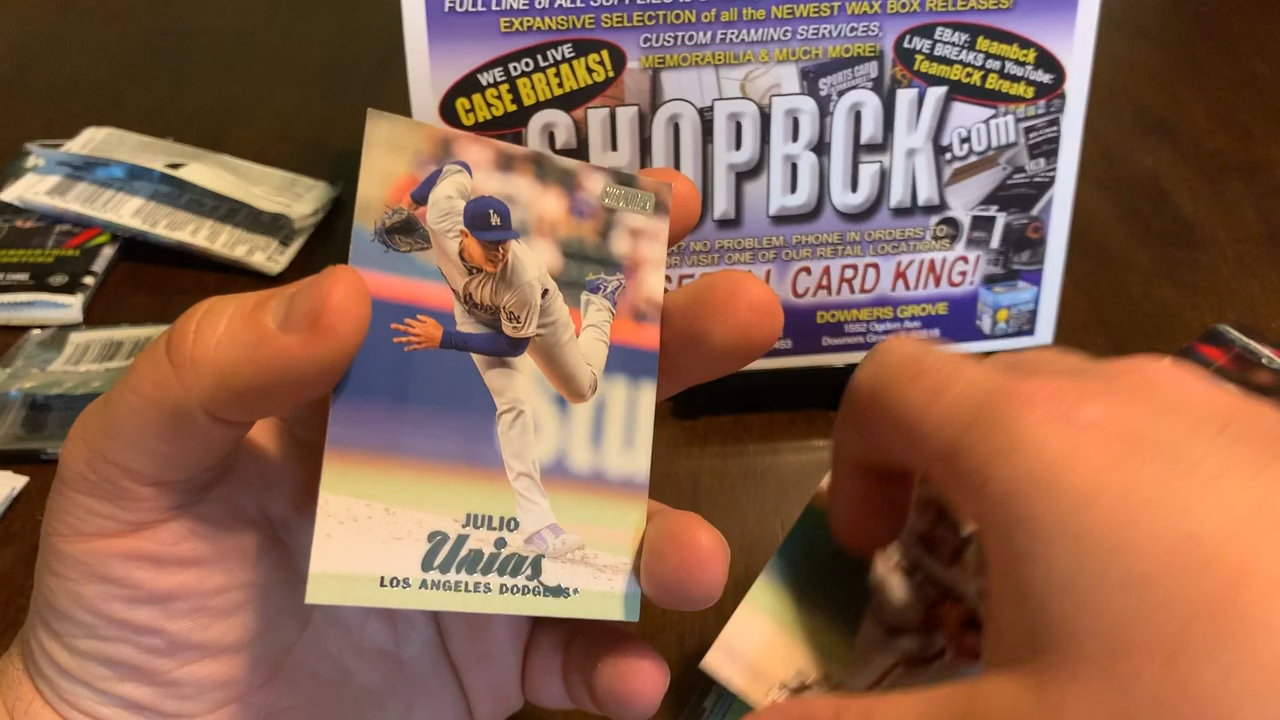 FULL LINE of ALL SUPPLIES
EXPANSIVE SELECTION of all the NEWEST WAX BOX RELEASES!
CUSTOM FRAMING SERVICES,
MEMORABILIA & MUCH MORE!
WE DO LIVE
CASE BREAKS!
EBAY: teambck
LIVE BREAKS on YouTube:
TeamBCK Breaks
SPORTS CARD
SHOPBCK.com
? NO PROBLEM, PHONE IN ORDERS TO
OR VISIT ONE OF OUR RETAIL LOCATIONS
CARD KING!
DOWNERS GROVE
1552 Ogden Ave
Downers
LA
JULIO
Urias
LOS ANGELES DODGERS